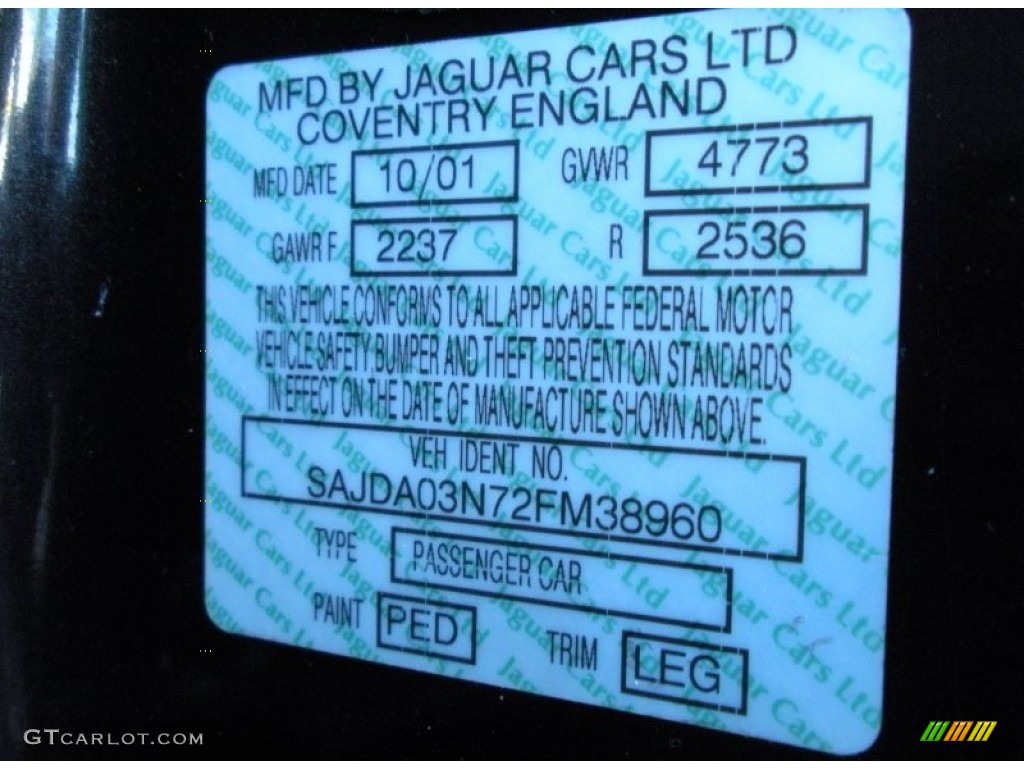 MFD BY JAGUAR CARS LTD
COVENTRY ENGLAND
MFD DATE 10/01 GVWR 4773
GAWR F 2237 R 2536
THIS VEHICLE CONFORMS TO ALL APPLICABLE FEDERAL MOTOR
VEHICLE SAFETY, BUMPER AND THEFT PREVENTION STANDARDS
IN EFFECT ON THE DATE OF MANUFACTURE SHOWN ABOVE.
VEH IDENT NO.
SAJDA03N72FM38960
TYPE PASSENGER CAR
PAINT PED TRIM LEG
GTCARLOT.COM